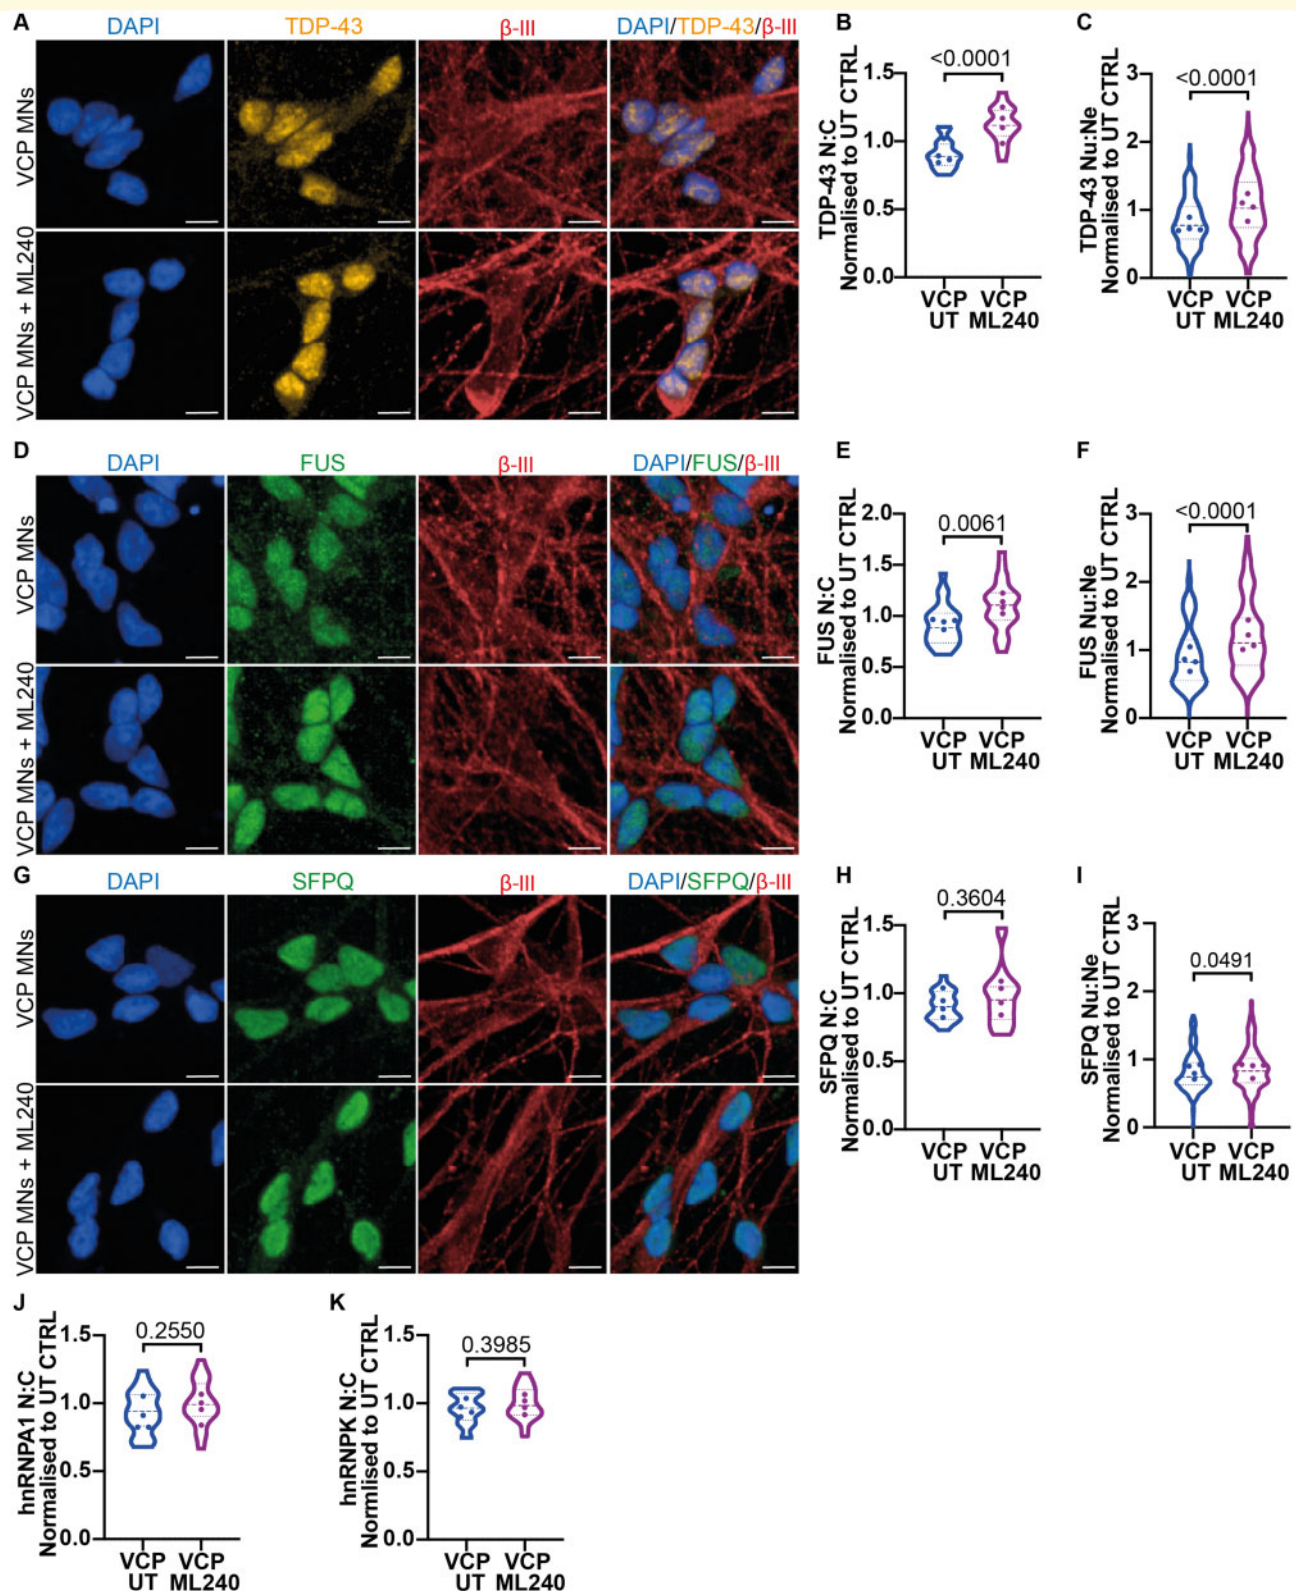 A
DAPI
TDP-43
β-III
DAPI/TDP-43/β-III
VCP MNs
VCP MNs + ML240
B
TDP-43 N:C
Normalised to UT CTRL
<0.0001
1.5
1.0
0.5
0.0
VCP VCP
UT ML240
C
TDP-43 Nu:Ne
Normalised to UT CTRL
<0.0001
3
2
1
0
VCP VCP
UT ML240
D
DAPI
FUS
β-III
DAPI/FUS/β-III
VCP MNs
VCP MNs + ML240
E
FUS N:C
Normalised to UT CTRL
0.0061
2.0
1.5
1.0
0.5
0.0
VCP VCP
UT ML240
F
FUS Nu:Ne
Normalised to UT CTRL
<0.0001
3
2
1
0
VCP VCP
UT ML240
G
DAPI
SFPQ
β-III
DAPI/SFPQ/β-III
VCP MNs
VCP MNs + ML240
H
SFPQ N:C
Normalised to UT CTRL
0.3604
1.5
1.0
0.5
0.0
VCP VCP
UT ML240
I
SFPQ Nu:Ne
Normalised to UT CTRL
0.0491
3
2
1
0
VCP VCP
UT ML240
J
hnRNPA1 N:C
Normalised to UT CTRL
0.2550
1.5
1.0
0.5
0.0
VCP VCP
UT ML240
K
hnRNPK N:C
Normlised to UT CTRL
0.3985
1.5
1.0
0.5
0.0
VCP VCP
UT ML240